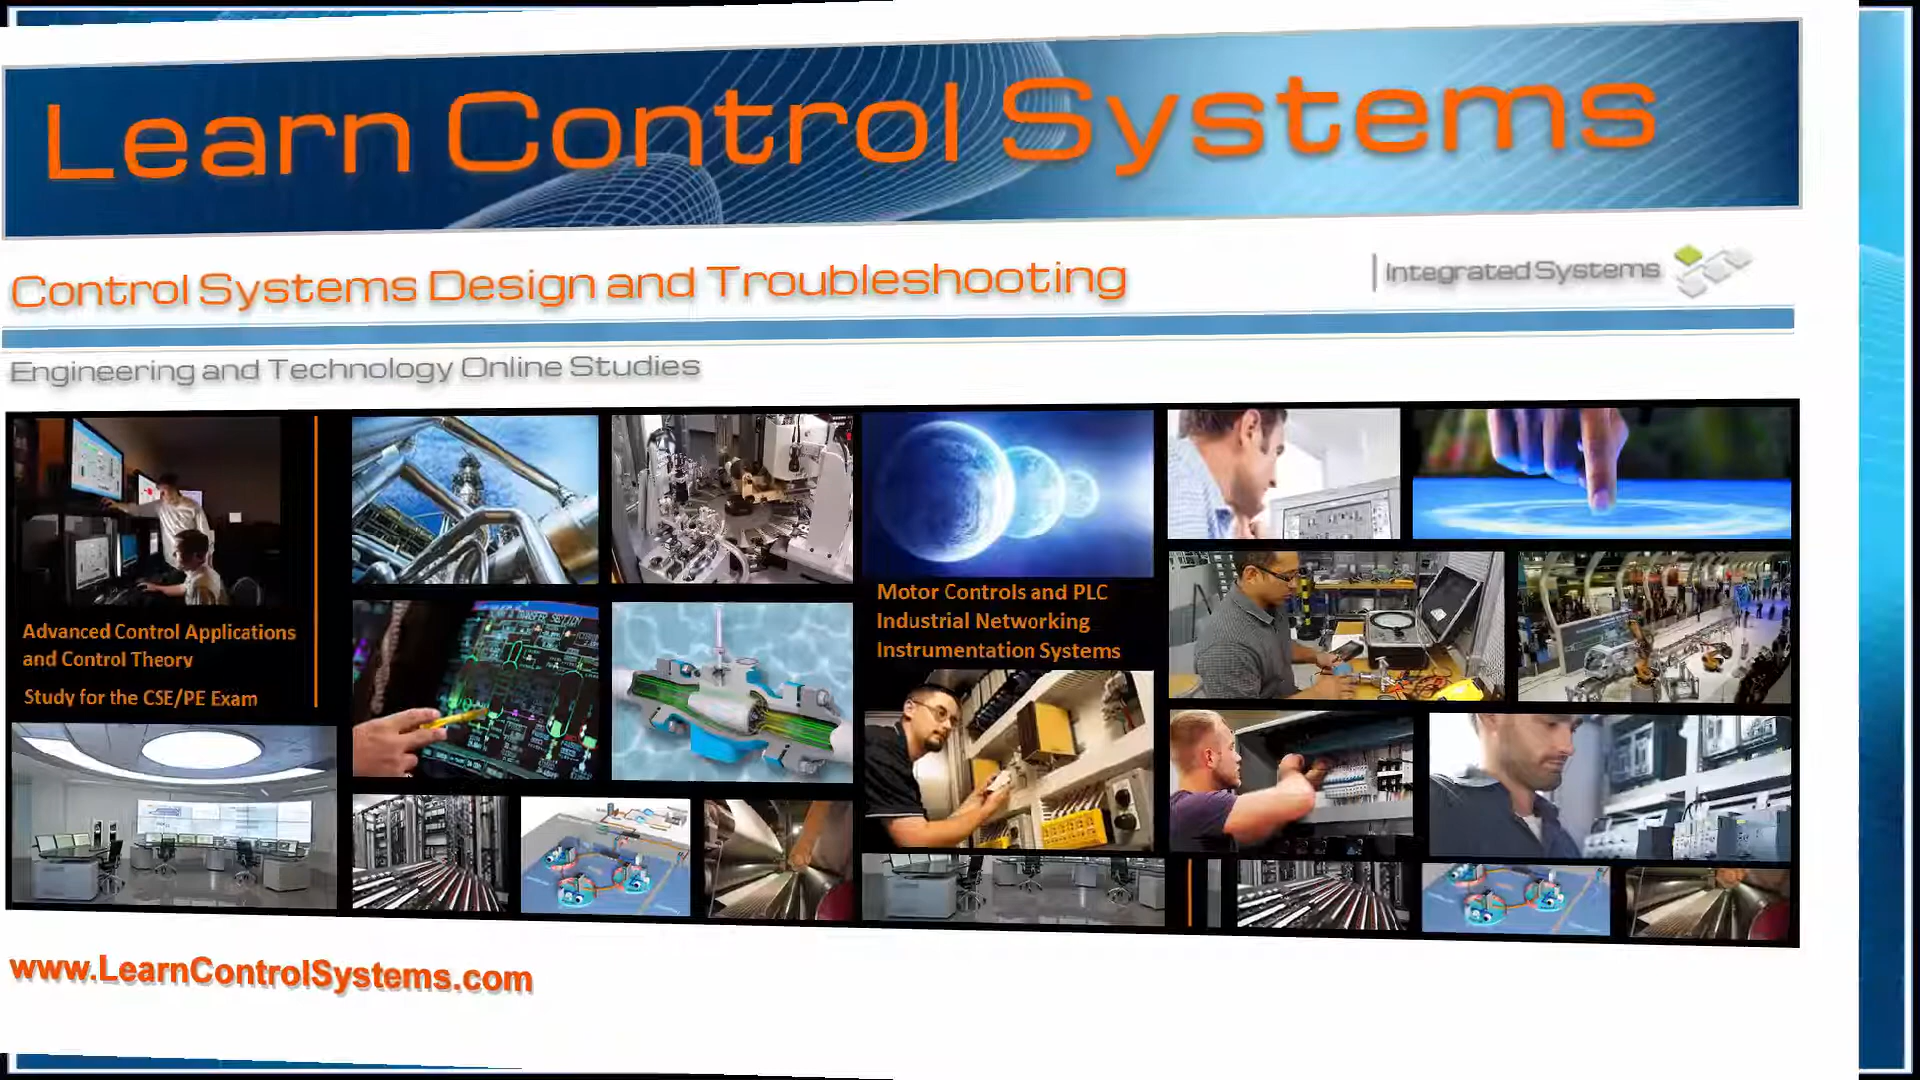 Learn Control Systems
Control Systems Design and Troubleshooting
Integrated Systems
Engineering and Technology Online Studies
Advanced Control Applications
and Control Theory
Study for the CSE/PE Exam
Motor Controls and PLC
Industrial Networking
Instrumentation Systems
www.LearnControlSystems.com